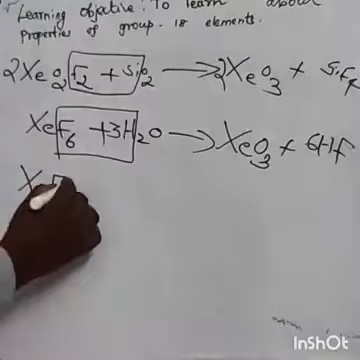 Learning objective : To learn about
properties of group. 18 elements.
2XeO₂F₂ + SiO₂ → 2XeO₃ + SiF₄
XeF₆ + 3H₂O → XeO₃ + 6HF
X
InShOt